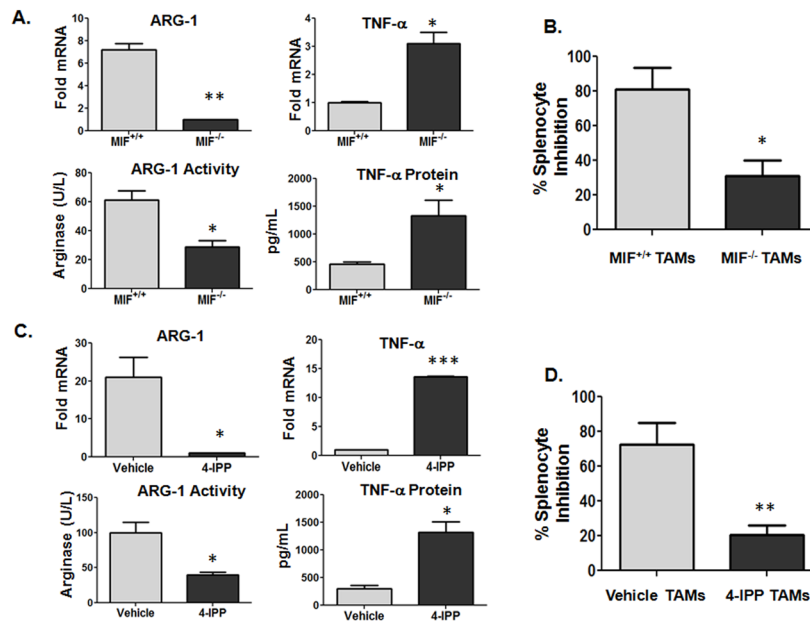 A.
ARG-1
Fold mRNA
8
6
4
2
0
**
MIF+/+
MIF-/-
TNF-α
Fold mRNA
4
3
2
1
0
*
MIF+/+
MIF-/-
ARG-1 Activity
Arginase (U/L)
80
60
40
20
0
*
MIF+/+
MIF-/-
TNF-α Protein
pg/mL
2000
1500
1000
500
0
*
MIF+/+
MIF-/-
B.
% Splenocyte
Inhibition
100
80
60
40
20
0
*
MIF+/+ TAMs
MIF-/- TAMs
C.
ARG-1
Fold mRNA
30
20
10
0
*
Vehicle
4-IPP
TNF-α
Fold mRNA
15
10
5
0
***
Vehicle
4-IPP
ARG-1 Activity
Arginase (U/L)
150
100
50
0
*
Vehicle
4-IPP
TNF-α Protein
pg/mL
2000
1500
1000
500
0
*
Vehicle
4-IPP
D.
% Splenocyte
Inhibition
100
80
60
40
20
0
**
Vehicle TAMs
4-IPP TAMs